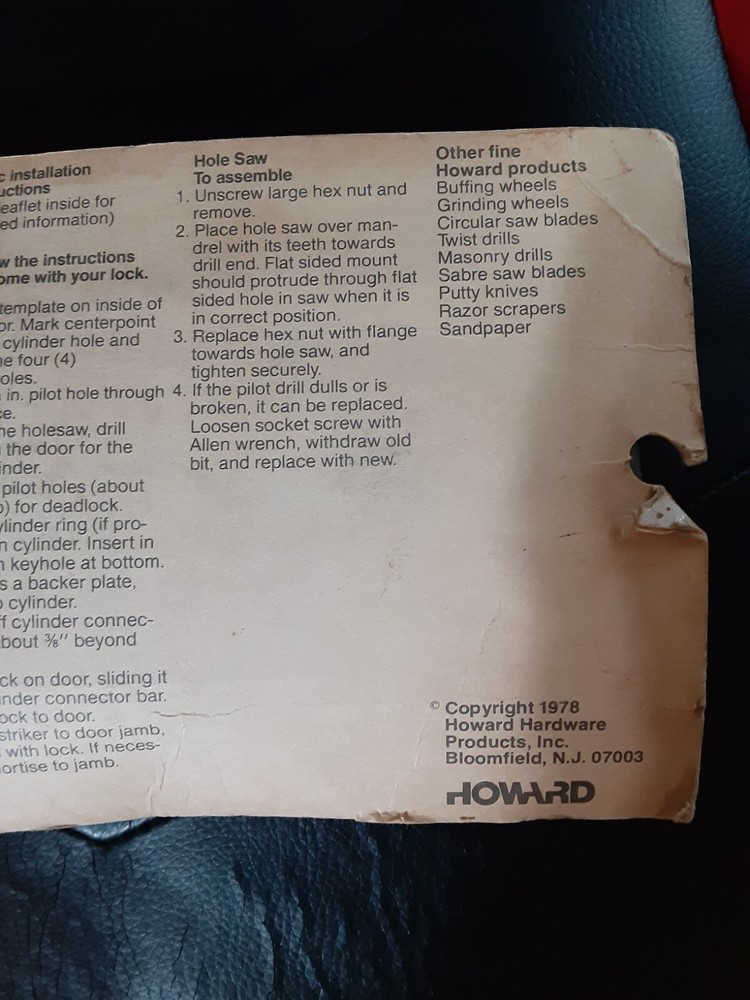 installation
uctions
eaflet inside for
ed information)
w the instructions
ome with your lock.
template on inside of
or. Mark centerpoint
cylinder hole and
e four (4)
oles.
in. pilot hole through
e.
he holesaw, drill
the door for the
inder.
pilot holes (about
) for deadlock.
ylinder ring (if pro-
n cylinder. Insert in
keyhole at bottom.
s a backer plate,
cylinder.
ff cylinder connec-
bout ⅜" beyond
ck on door, sliding it
inder connector bar.
ock to door.
striker to door jamb,
with lock. If neces-
ortise to jamb.
Hole Saw
To assemble
1. Unscrew large hex nut and
remove.
2. Place hole saw over man-
drel with its teeth towards
drill end. Flat sided mount
should protrude through flat
sided hole in saw when it is
in correct position.
3. Replace hex nut with flange
towards hole saw, and
tighten securely.
4. If the pilot drill dulls or is
broken, it can be replaced.
Loosen socket screw with
Allen wrench, withdraw old
bit, and replace with new.
Other fine
Howard products
Buffing wheels
Grinding wheels
Circular saw blades
Twist drills
Masonry drills
Sabre saw blades
Putty knives
Razor scrapers
Sandpaper
© Copyright 1978
Howard Hardware
Products, Inc.
Bloomfield, N.J. 07003
HOWARD